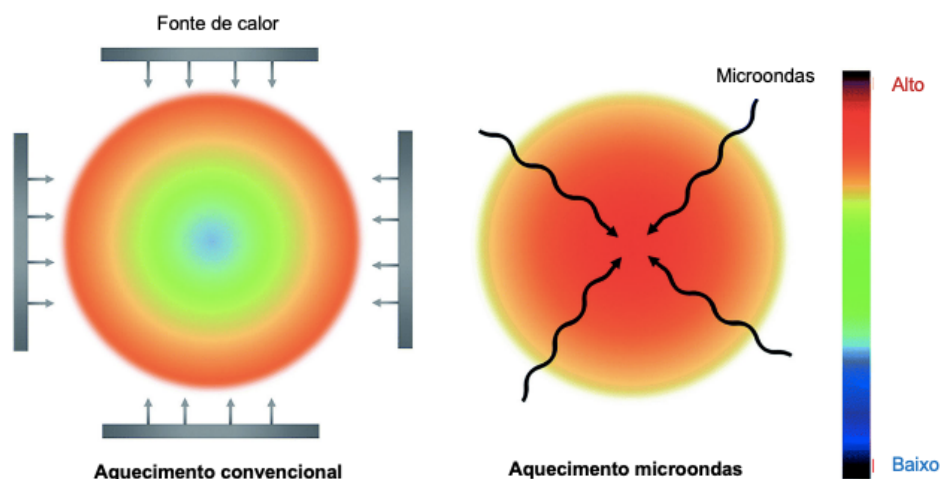 Fonte de calor
Microondas
Alto
Baixo
Aquecimento convencional
Aquecimento microondas